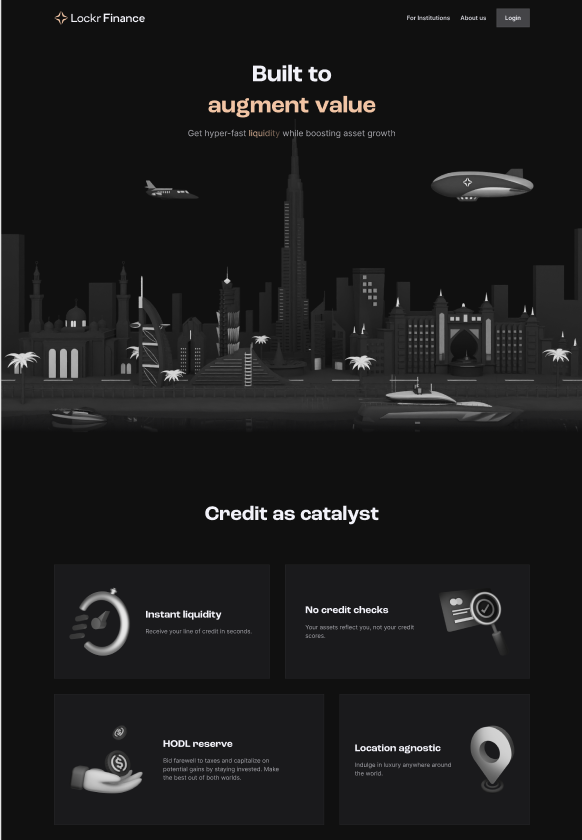 Lockr Finance
For Institutions
About us
Login
Built to
augment value
Get hyper-fast liquidity while boosting asset growth
Credit as catalyst
Instant liquidity
Receive your line of credit in seconds.
No credit checks
Your assets reflect you, not your credit
scores.
HODL reserve
Bid farewell to taxes and capitalize on
potential gains by staying invested. Make
the best out of both worlds.
Location agnostic
Indulge in luxury anywhere around
the world.